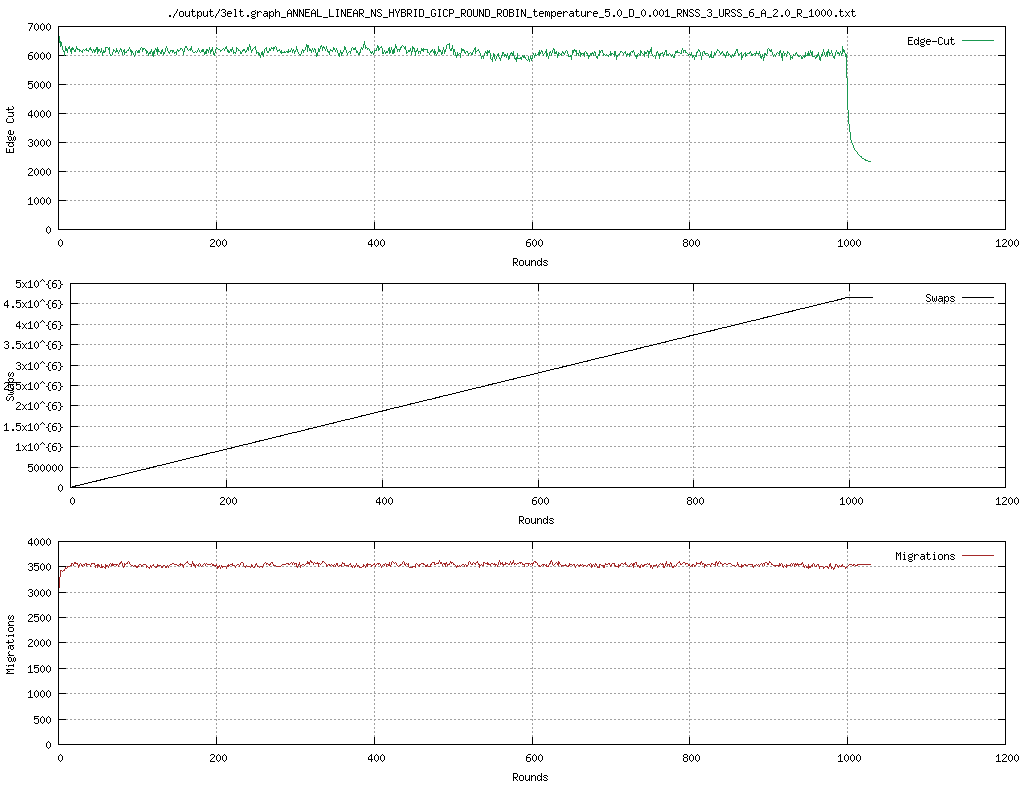 ./output/3elt.graph_ANNEAL_LINEAR_NS_HYBRID_GICP_ROUND_ROBIN_temperature_5.0_D_0.001_RNSS_3_URSS_6_A_2.0_R_1000.txt
7000
6000
5000
4000
3000
2000
1000
0
Edge Cut
Edge-Cut
0 200 400 600 800 1000 1200
Rounds
5x10^{6}
4.5x10^{6}
4x10^{6}
3.5x10^{6}
3x10^{6}
2.5x10^{6}
2x10^{6}
1.5x10^{6}
1x10^{6}
500000
0
Swaps
Swaps
0 200 400 600 800 1000 1200
Rounds
4000
3500
3000
2500
2000
1500
1000
500
0
Migrations
Migrations
0 200 400 600 800 1000 1200
Rounds